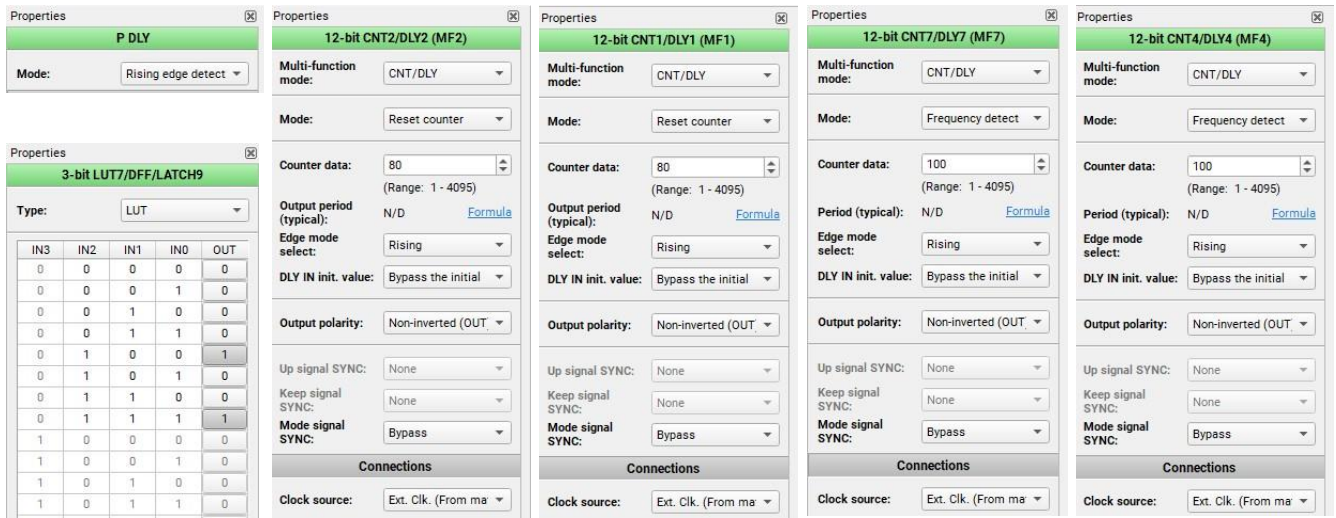 Properties
P DLY
Mode: Rising edge detect
Properties
3-bit LUT7/DFF/LATCH9
Type: LUT
IN3 IN2 IN1 IN0 OUT
0 0 0 0 0
0 0 0 1 0
0 0 1 0 0
0 0 1 1 0
0 1 0 0 1
0 1 0 1 0
0 1 1 0 0
0 1 1 1 1
1 0 0 0 0
1 0 0 1 0
1 0 1 0 0
1 0 1 1 0
Properties
12-bit CNT2/DLY2 (MF2)
Multi-function
mode: CNT/DLY
Mode: Reset counter
Counter data: 80
(Range: 1 - 4095)
Output period
(typical): N/D Formula
Edge mode
select: Rising
DLY IN init. value: Bypass the initial
Output polarity: Non-inverted (OUT
Up signal SYNC: None
Keep signal
SYNC: None
Mode signal
SYNC: Bypass
Connections
Clock source: Ext. Clk. (From ma
Properties
12-bit CNT1/DLY1 (MF1)
Multi-function
mode: CNT/DLY
Mode: Reset counter
Counter data: 80
(Range: 1 - 4095)
Output period
(typical): N/D Formula
Edge mode
select: Rising
DLY IN init. value: Bypass the initial
Output polarity: Non-inverted (OUT
Up signal SYNC: None
Keep signal
SYNC: None
Mode signal
SYNC: Bypass
Connections
Clock source: Ext. Clk. (From ma
Properties
12-bit CNT7/DLY7 (MF7)
Multi-function
mode: CNT/DLY
Mode: Frequency detect
Counter data: 100
(Range: 1 - 4095)
Period (typical): N/D Formula
Edge mode
select: Rising
DLY IN init. value: Bypass the initial
Output polarity: Non-inverted (OUT
Up signal SYNC: None
Keep signal
SYNC: None
Mode signal
SYNC: Bypass
Connections
Clock source: Ext. Clk. (From ma
Properties
12-bit CNT4/DLY4 (MF4)
Multi-function
mode: CNT/DLY
Mode: Frequency detect
Counter data: 100
(Range: 1 - 4095)
Period (typical): N/D Formula
Edge mode
select: Rising
DLY IN init. value: Bypass the initial
Output polarity: Non-inverted (OUT
Up signal SYNC: None
Keep signal
SYNC: None
Mode signal
SYNC: Bypass
Connections
Clock source: Ext. Clk. (From ma